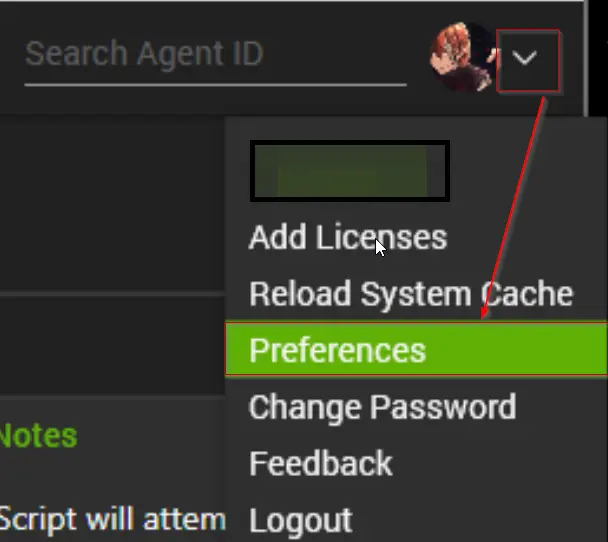 Search Agent ID
Add Licenses
Reload System Cache
Preferences
Change Password
Notes
Feedback
Script will attem
Logout